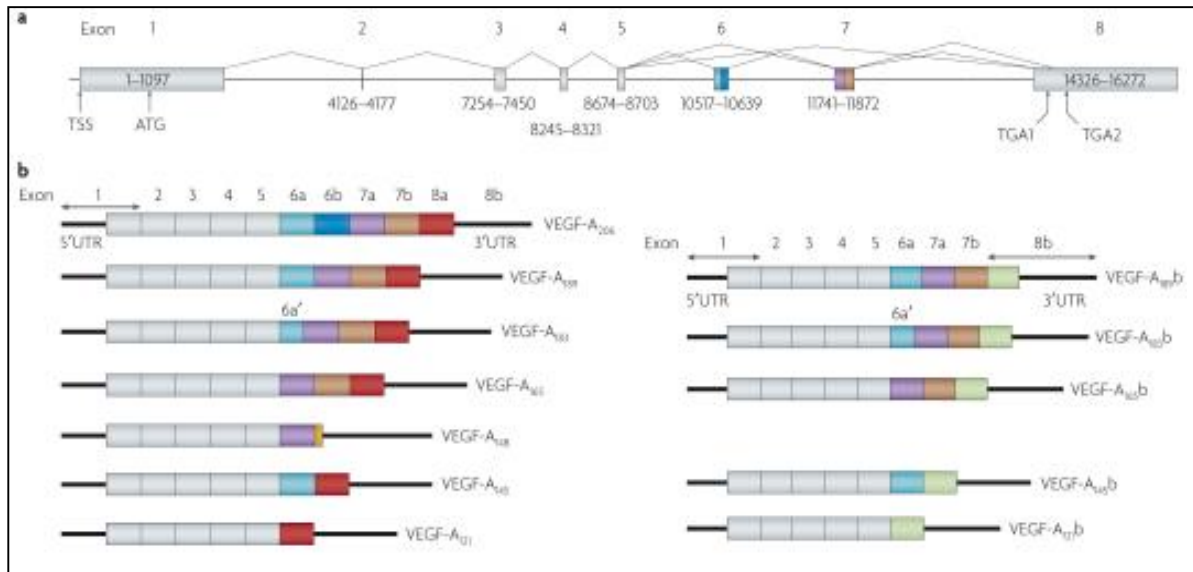 a
Exon 1 2 3 4 5 6 7 8
1–1097 14326–16272
4126–4177 7254–7450 8674–8703 10517–10639 11741–11872
8245–8321
TSS ATG TGA1 TGA2
b
Exon 1 2 3 4 5 6a 6b 7a 7b 8a 8b
5'UTR 3'UTR VEGF-A206
VEGF-A189
6a'
VEGF-A183
VEGF-A165
VEGF-A148
VEGF-A145
VEGF-A121
Exon 1 2 3 4 5 6a 7a 7b 8b
VEGF-A189b
5'UTR 3'UTR
6a'
VEGF-A183b
VEGF-A165b
VEGF-A145b
VEGF-A121b